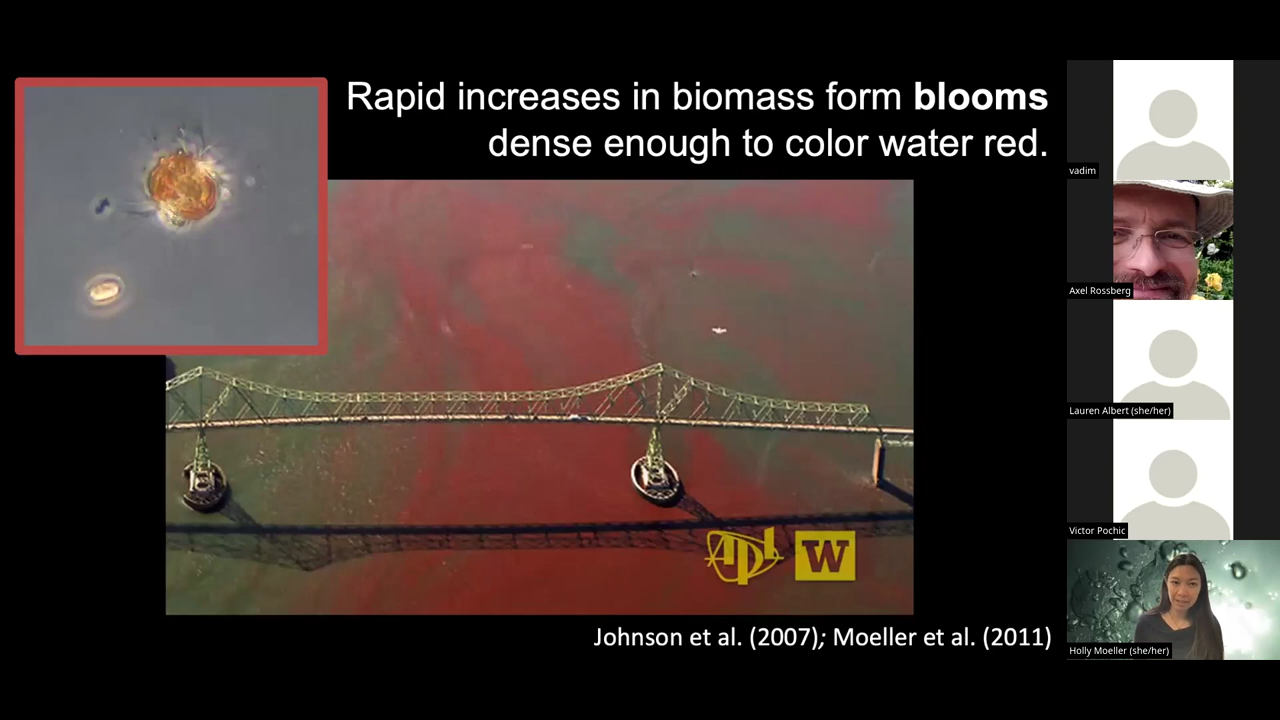 Rapid increases in biomass form blooms
dense enough to color water red.
apl
W
Johnson et al. (2007); Moeller et al. (2011)
vadim
Axel Rossberg
Lauren Albert (she/her)
Victor Pochic
Holly Moeller (she/her)